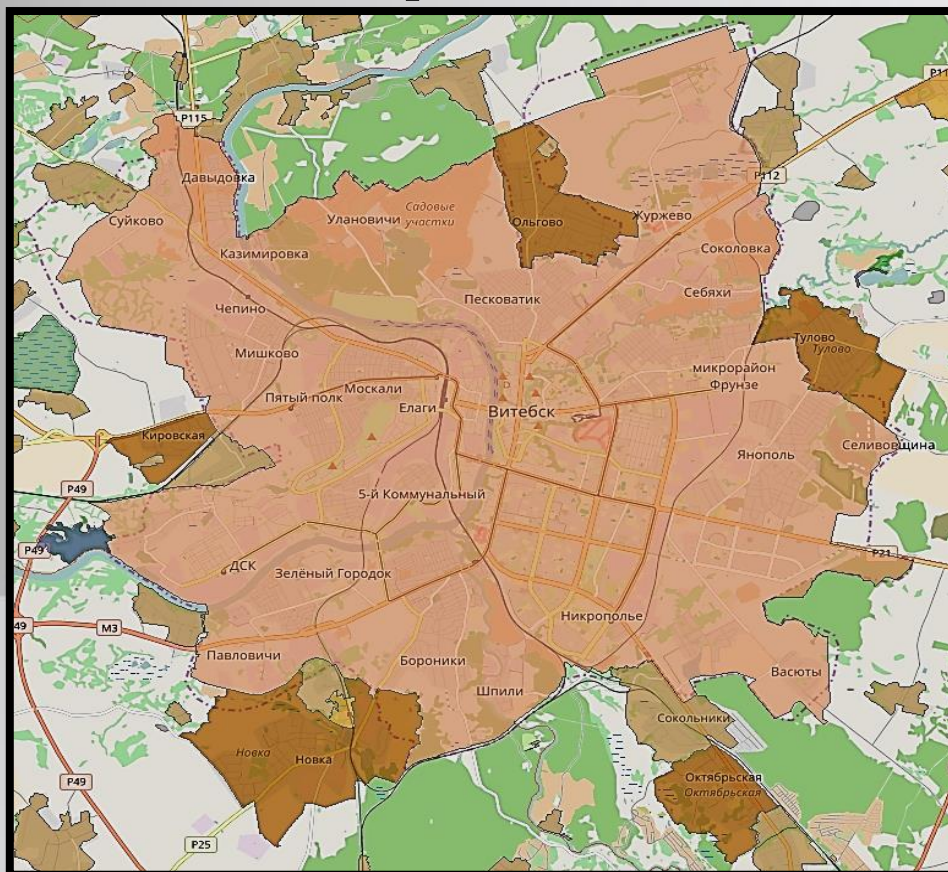 P115
P11
Давыдовка
P112
Суйково
Улановичи
Садовые
участки
Ольгово
Журжево
Казимировка
Соколовка
Чепино
Песковатик
Себяхи
Мишково
Тулово
Тулово
микрорайон
Фрунзе
Москали
Пятый полк
Елаги
Витебск
Кировская
Селивовщина
Янополь
P49
5-й Коммунальный
P49
P21
ДСК
Зелёный Городок
Никрополье
49
M3
Павловичи
Бороники
Васюты
Шпили
Сокольники
Новка
Новка
Октябрьская
Октябрьская
P49
P25